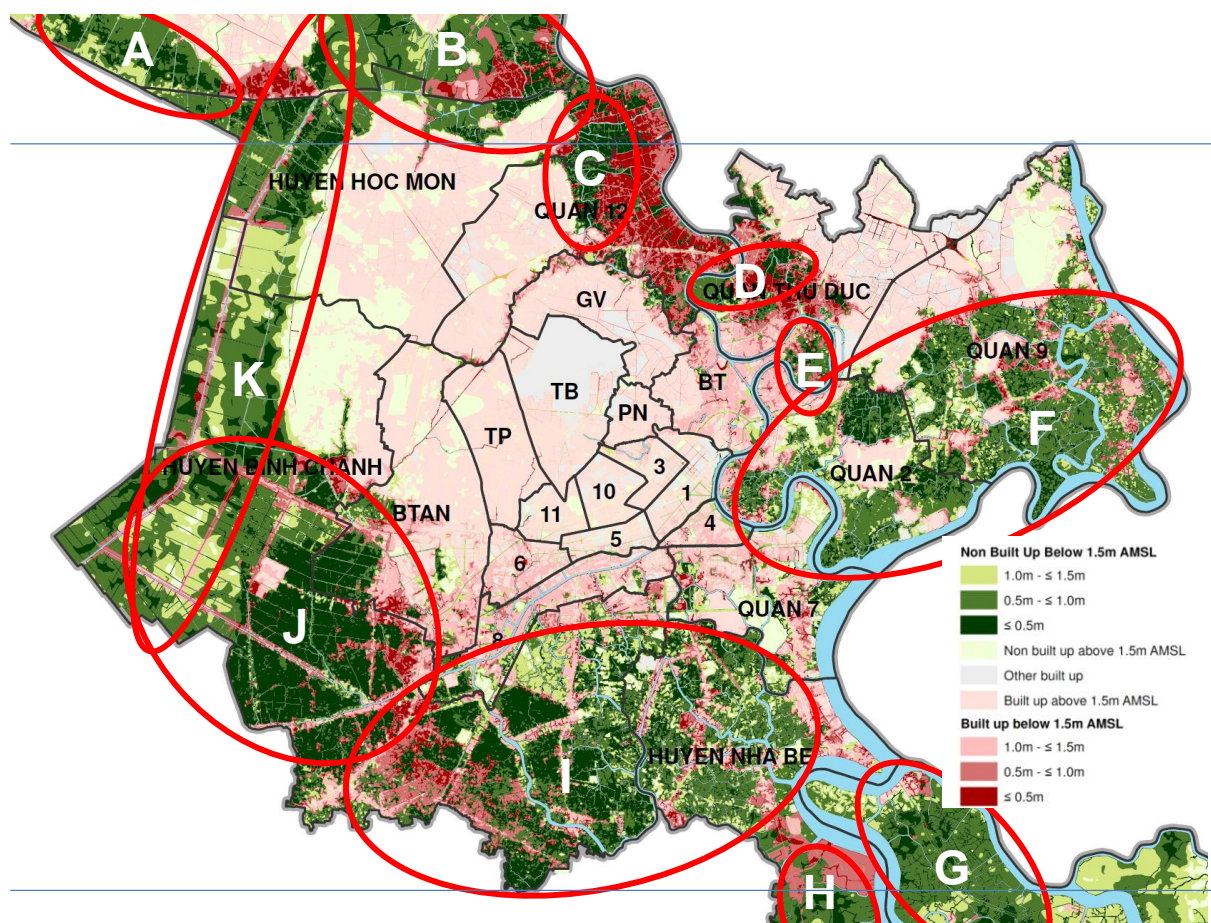 A
B
C
HUYEN HOC MON
QUAN 12
D
QUAN THU DUC
GV
E
QUAN 9
K
TB
BT
PN
F
TP
HUYEN BINH CHANH
3
QUAN 2
10
1
BTAN
11
4
5
6
QUAN 7
J
8
HUYEN NHA BE
I
G
H
Non Built Up Below 1.5m AMSL
1.0m - ≤ 1.5m
0.5m - ≤ 1.0m
≤ 0.5m
Non built up above 1.5m AMSL
Other built up
Built up above 1.5m AMSL
Built up below 1.5m AMSL
1.0m - ≤ 1.5m
0.5m - ≤ 1.0m
≤ 0.5m